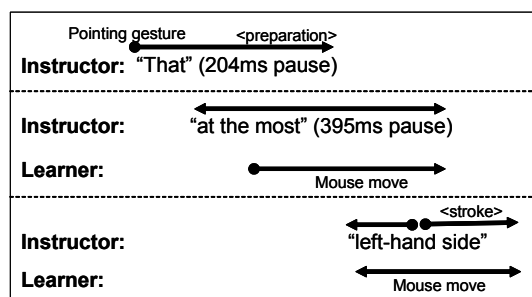 Pointing gesture <preparation>
Instructor: “That” (204ms pause)
Instructor: “at the most” (395ms pause)
Learner:
Mouse move
<stroke>
Instructor: “left-hand side”
Learner: Mouse move